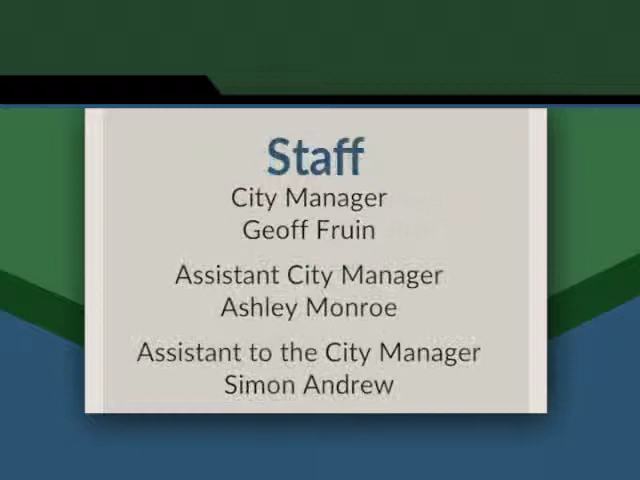 Staff
City Manager
Geoff Fruin
Assistant City Manager
Ashley Monroe
Assistant to the City Manager
Simon Andrew